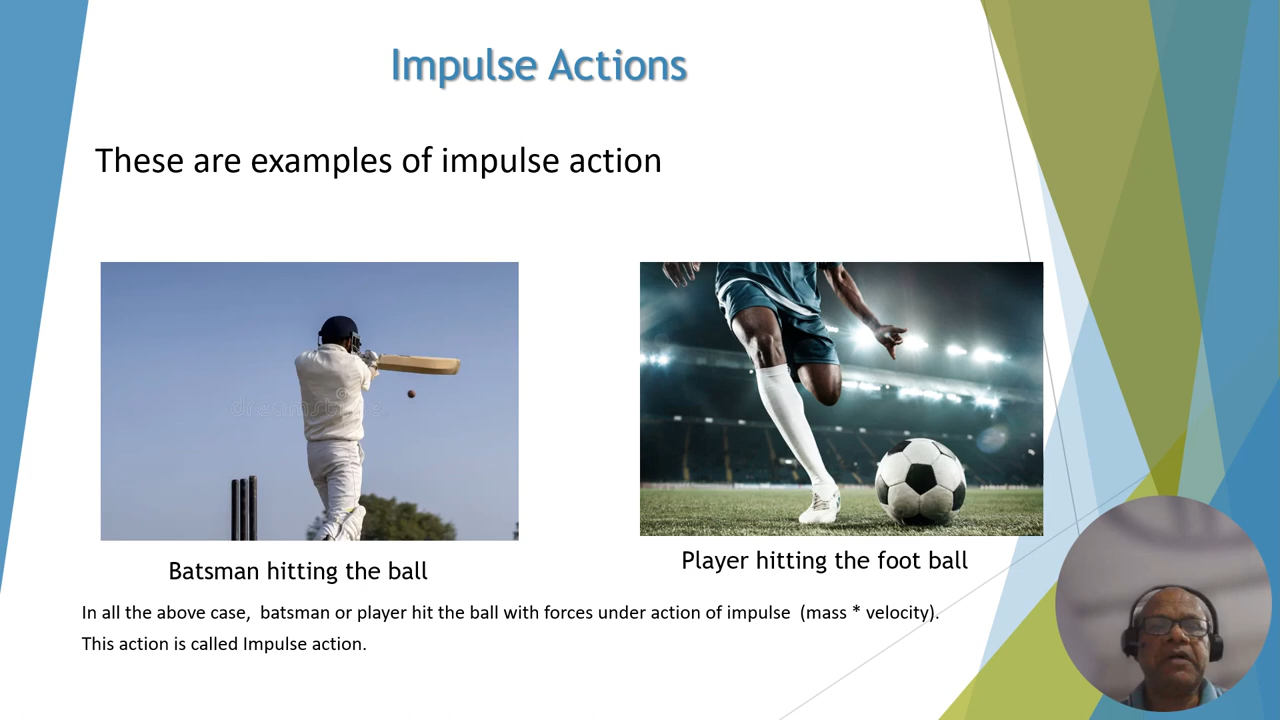 Impulse Actions
These are examples of impulse action
dreamstime
Batsman hitting the ball
Player hitting the foot ball
In all the above case, batsman or player hit the ball with forces under action of impulse (mass * velocity).
This action is called Impulse action.